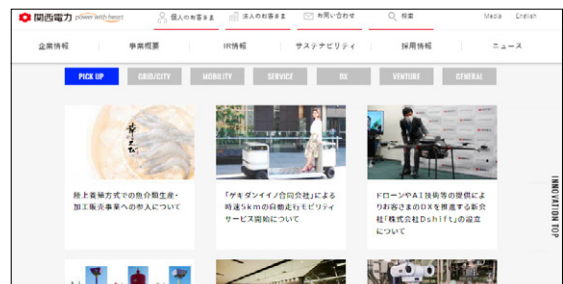 関西電力 power with heart
個人のお客さま 法人のお客さま お問い合わせ 検索 Media English
企業情報 事業概要 IR情報 サステナビリティ 採用情報 ニュース
PICK UP GRID/CITY MOBILITY SERVICE DX VENTURE GENERAL
陸上養殖方式での魚介類生産・
加工販売事業への参入について
「ゲキダンイイノ合同会社」による
時速5kmの自動走行モビリティ
サービス開始について
ドローンやAI技術等の提供によ
りお客さまのDXを推進する新会
社「株式会社Dshift」の設立
について
INNOVATION TOP